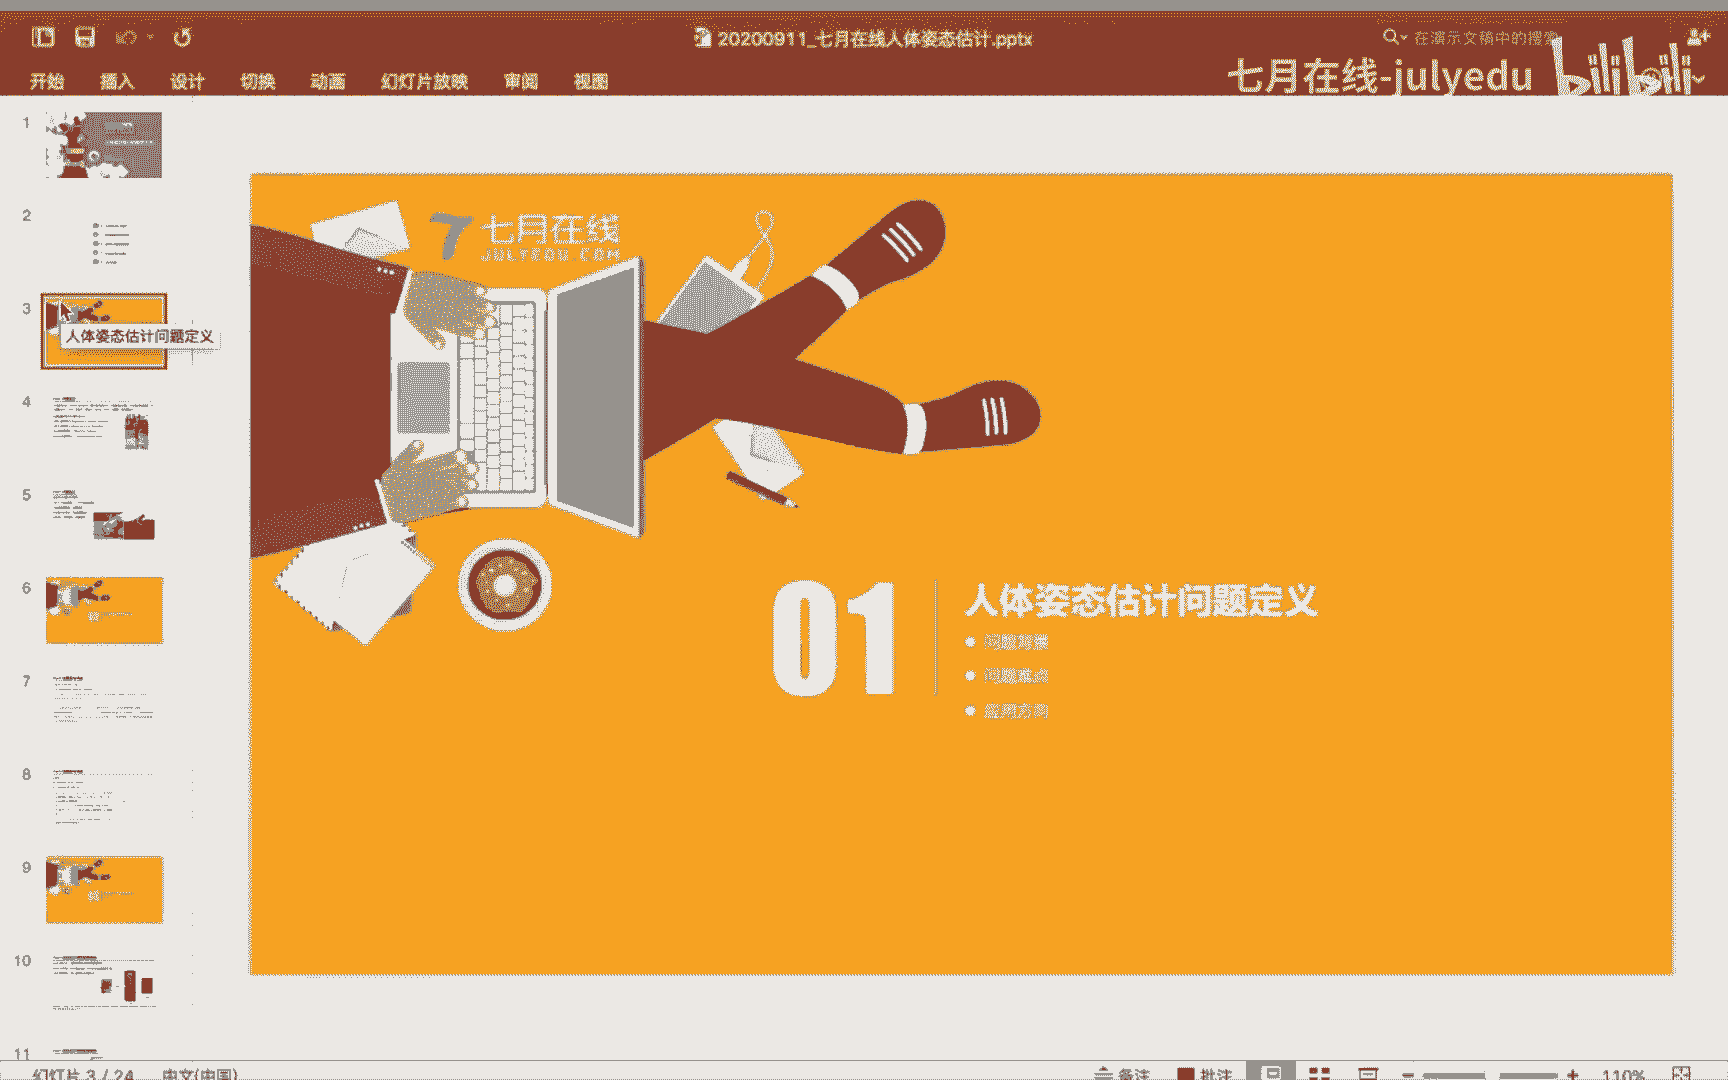 20200911_七月在线人体姿态估计.pptx
在演示文稿中的搜索
开始 插入 设计 切换 动画 幻灯片放映 审阅 视图
七月在线-julyedu bilibili
1
2
3
人体姿态估计问题定义
4
5
6
7
8
9
10
11
7 七月在线
JULYEDU.COM
01
人体姿态估计问题定义
问题背景
问题难点
应用方向
幻灯片 3 / 24 中文(中国) 备注 批注 110%